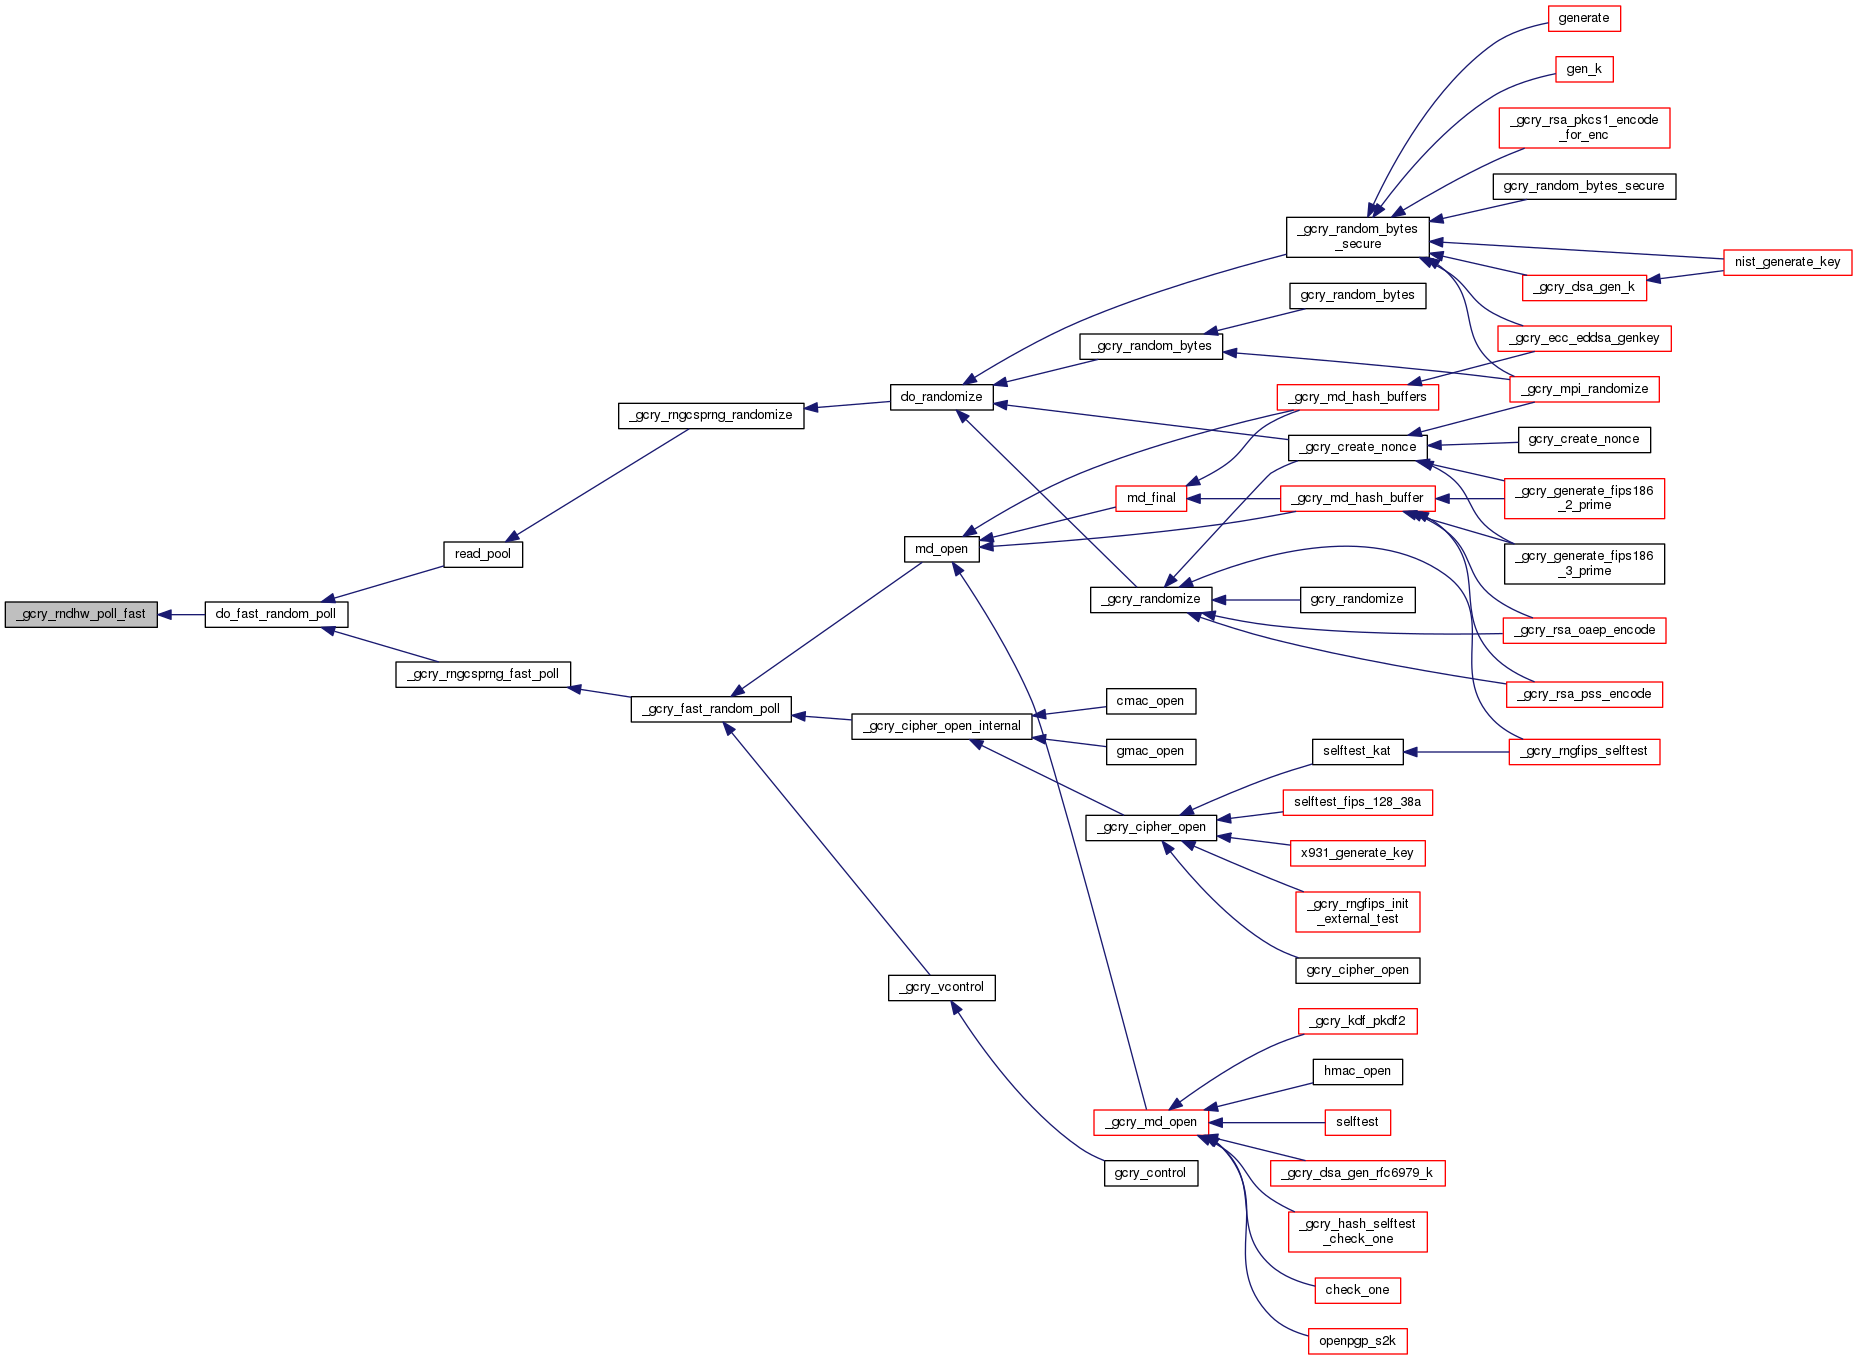 generate
gen_k
_gcry_rsa_pkcs1_encode
_for_enc
gcry_random_bytes_secure
_gcry_random_bytes
_secure
nist_generate_key
_gcry_dsa_gen_k
gcry_random_bytes
_gcry_ecc_eddsa_genkey
_gcry_random_bytes
_gcry_mpi_randomize
do_randomize
_gcry_md_hash_buffers
_gcry_rngcsprng_randomize
gcry_create_nonce
_gcry_create_nonce
md_final
_gcry_md_hash_buffer
_gcry_generate_fips186
_2_prime
read_pool
md_open
_gcry_generate_fips186
_3_prime
_gcry_randomize
gcry_randomize
_gcry_rndhw_poll_fast
do_fast_random_poll
_gcry_rsa_oaep_encode
_gcry_rngcsprng_fast_poll
_gcry_rsa_pss_encode
_gcry_fast_random_poll
cmac_open
_gcry_cipher_open_internal
gmac_open
selftest_kat
_gcry_rngfips_selftest
selftest_fips_128_38a
_gcry_cipher_open
x931_generate_key
_gcry_rngfips_init
_external_test
gcry_cipher_open
_gcry_vcontrol
_gcry_kdf_pkdf2
hmac_open
_gcry_md_open
selftest
gcry_control
_gcry_dsa_gen_rfc6979_k
_gcry_hash_selftest
_check_one
check_one
openpgp_s2k